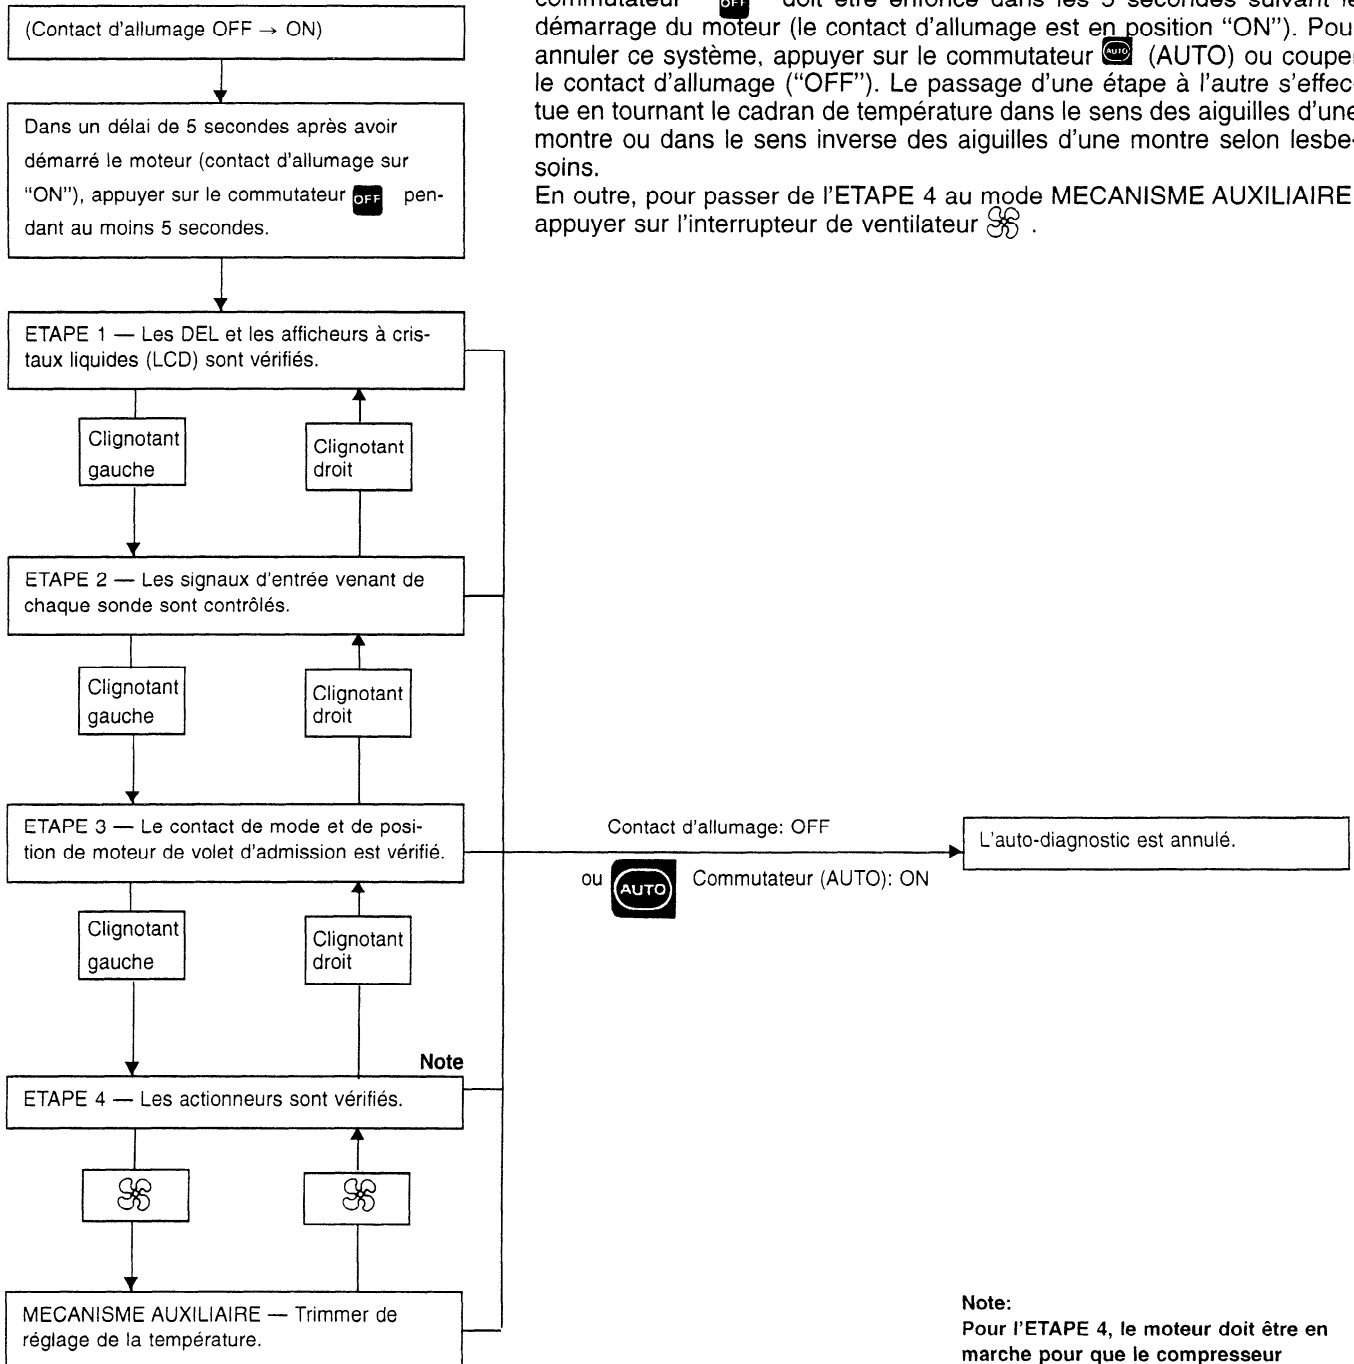 (Contact d'allumage OFF → ON)
commutateur OFF doit être enfoncé dans les 5 secondes suivant le
démarrage du moteur (le contact d'allumage est en position “ON”). Pour
annuler ce système, appuyer sur le commutateur AUTO (AUTO) ou couper
le contact d'allumage (“OFF”). Le passage d'une étape à l'autre s'effec-
tue en tournant le cadran de température dans le sens des aiguilles d'une
montre ou dans le sens inverse des aiguilles d'une montre selon lesbe-
soins.
En outre, pour passer de l'ETAPE 4 au mode MECANISME AUXILIAIRE
appuyer sur l'interrupteur de ventilateur .
Dans un délai de 5 secondes après avoir
démarré le moteur (contact d'allumage sur
“ON”), appuyer sur le commutateur OFF pen-
dant au moins 5 secondes.
ETAPE 1 — Les DEL et les afficheurs à cris-
taux liquides (LCD) sont vérifiés.
Clignotant
gauche
Clignotant
droit
ETAPE 2 — Les signaux d'entrée venant de
chaque sonde sont contrôlés.
Clignotant
gauche
Clignotant
droit
ETAPE 3 — Le contact de mode et de posi-
tion de moteur de volet d'admission est vérifié.
Contact d'allumage: OFF
ou AUTO Commutateur (AUTO): ON
L'auto-diagnostic est annulé.
Clignotant
gauche
Clignotant
droit
Note
ETAPE 4 — Les actionneurs sont vérifiés.
MECANISME AUXILIAIRE — Trimmer de
réglage de la température.
Note:
Pour l'ETAPE 4, le moteur doit être en
marche pour que le compresseur